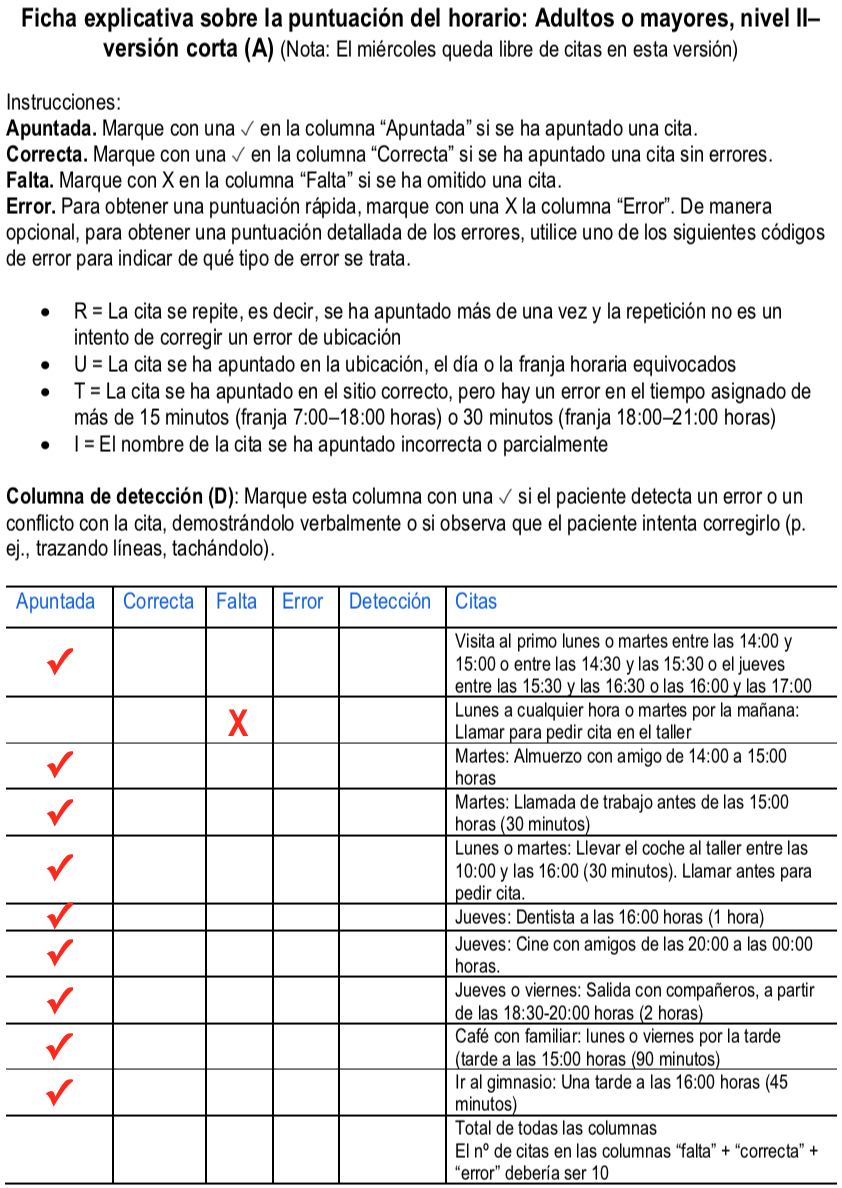 Ficha explicativa sobre la puntuación del horario: Adultos o mayores, nivel II–
versión corta (A) (Nota: El miércoles queda libre de citas en esta versión)
Instrucciones:
Apuntada. Marque con una ✓ en la columna “Apuntada” si se ha apuntado una cita.
Correcta. Marque con una ✓ en la columna “Correcta” si se ha apuntado una cita sin errores.
Falta. Marque con X en la columna “Falta” si se ha omitido una cita.
Error. Para obtener una puntuación rápida, marque con una X la columna “Error”. De manera
opcional, para obtener una puntuación detallada de los errores, utilice uno de los siguientes códigos
de error para indicar de qué tipo de error se trata.
• R = La cita se repite, es decir, se ha apuntado más de una vez y la repetición no es un
intento de corregir un error de ubicación
• U = La cita se ha apuntado en la ubicación, el día o la franja horaria equivocados
• T = La cita se ha apuntado en el sitio correcto, pero hay un error en el tiempo asignado de
más de 15 minutos (franja 7:00–18:00 horas) o 30 minutos (franja 18:00–21:00 horas)
• I = El nombre de la cita se ha apuntado incorrecta o parcialmente
Columna de detección (D): Marque esta columna con una ✓ si el paciente detecta un error o un
conflicto con la cita, demostrándolo verbalmente o si observa que el paciente intenta corregirlo (p.
ej., trazando líneas, tachándolo).
Apuntada Correcta Falta Error Detección Citas
Visita al primo lunes o martes entre las 14:00 y
✓ 15:00 o entre las 14:30 y las 15:30 o el jueves
entre las 15:30 y las 16:30 o las 16:00 y las 17:00
X Lunes a cualquier hora o martes por la mañana:
Llamar para pedir cita en el taller
✓ Martes: Almuerzo con amigo de 14:00 a 15:00
horas
✓ Martes: Llamada de trabajo antes de las 15:00
horas (30 minutos)
Lunes o martes: Llevar el coche al taller entre las
✓ 10:00 y las 16:00 (30 minutos). Llamar antes para
pedir cita.
✓ Jueves: Dentista a las 16:00 horas (1 hora)
✓ Jueves: Cine con amigos de las 20:00 a las 00:00
horas.
✓ Jueves o viernes: Salida con compañeros, a partir
de las 18:30-20:00 horas (2 horas)
✓ Café con familiar: lunes o viernes por la tarde
(tarde a las 15:00 horas (90 minutos)
✓ Ir al gimnasio: Una tarde a las 16:00 horas (45
minutos)
Total de todas las columnas
El nº de citas en las columnas “falta” + “correcta” +
“error” debería ser 10